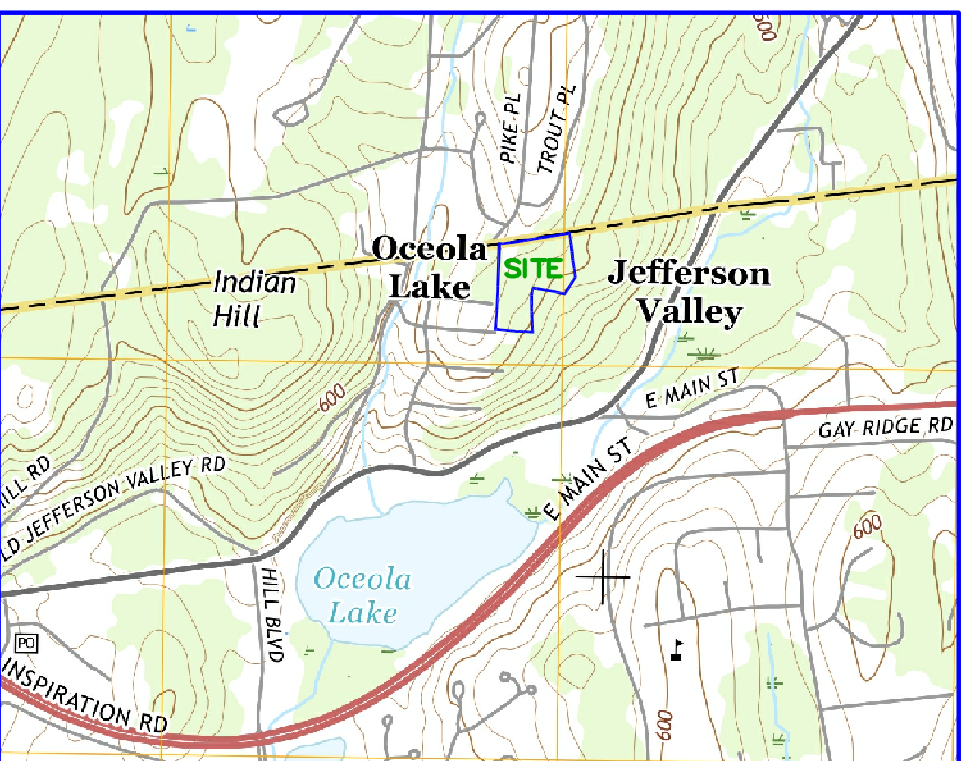 600
PIKE PL
TROUT PL
Oceola
Lake
SITE
Jefferson
Valley
Indian
Hill
600
E MAIN ST
GAY RIDGE RD
ILL RD
LD JEFFERSON VALLEY RD
E MAIN ST
600
Oceola
Lake
HILL BLVD
PO
INSPIRATION RD
600